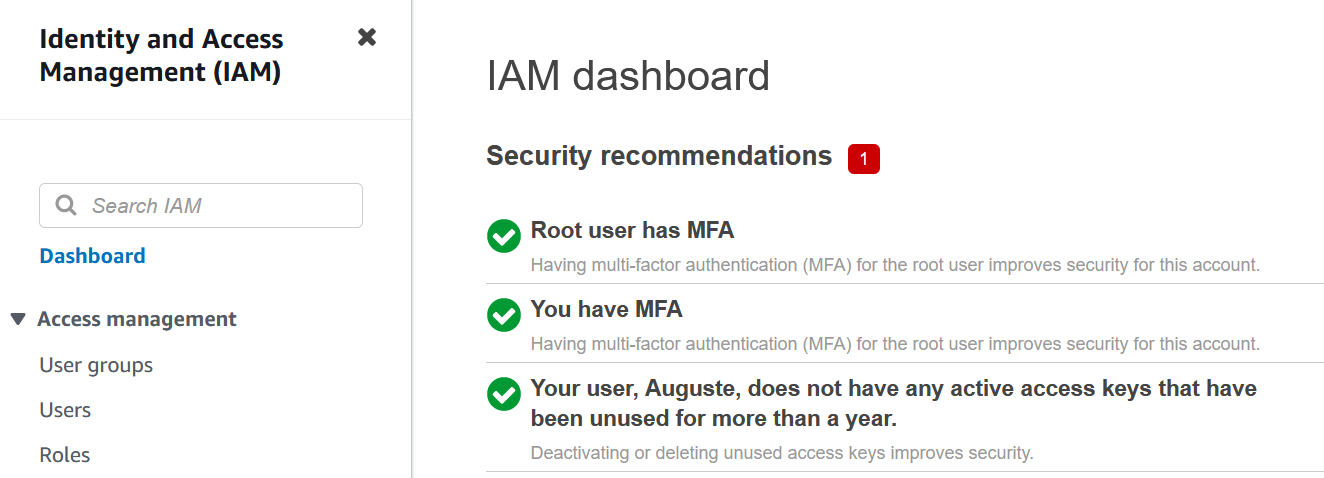 Identity and Access
Management (IAM)
Search IAM
Dashboard
Access management
User groups
Users
Roles
IAM dashboard
Security recommendations 1
Root user has MFA
Having multi-factor authentication (MFA) for the root user improves security for this account.
You have MFA
Having multi-factor authentication (MFA) for the root user improves security for this account.
Your user, Auguste, does not have any active access keys that have
been unused for more than a year.
Deactivating or deleting unused access keys improves security.